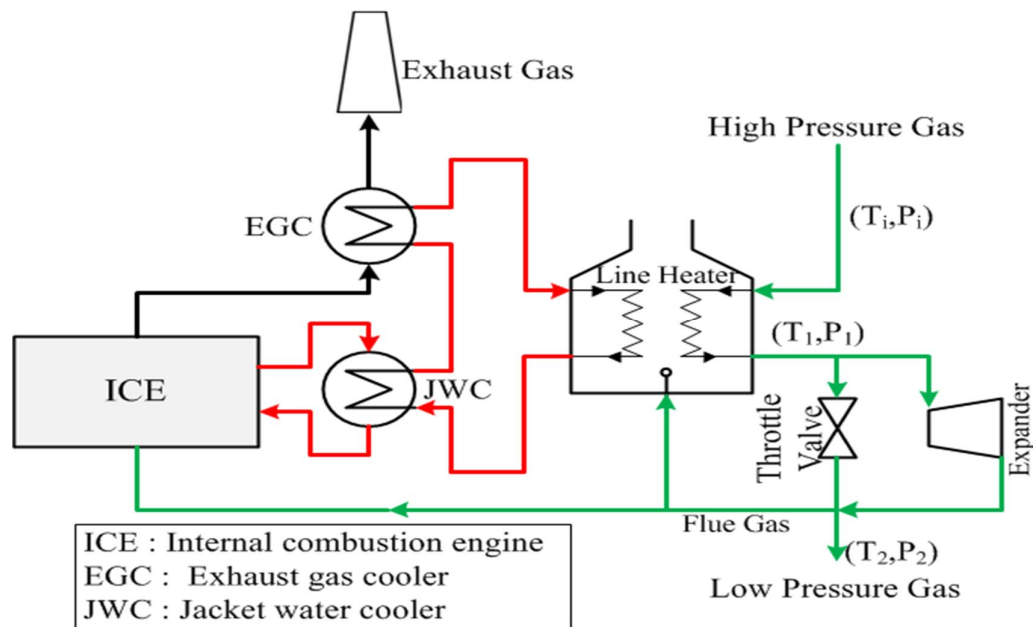 Exhaust Gas
High Pressure Gas
(Ti,Pi)
EGC
Line Heater
(T1,P1)
ICE
JWC
Throttle
Valve
Expander
Flue Gas
(T2,P2)
Low Pressure Gas
ICE : Internal combustion engine
EGC : Exhaust gas cooler
JWC : Jacket water cooler